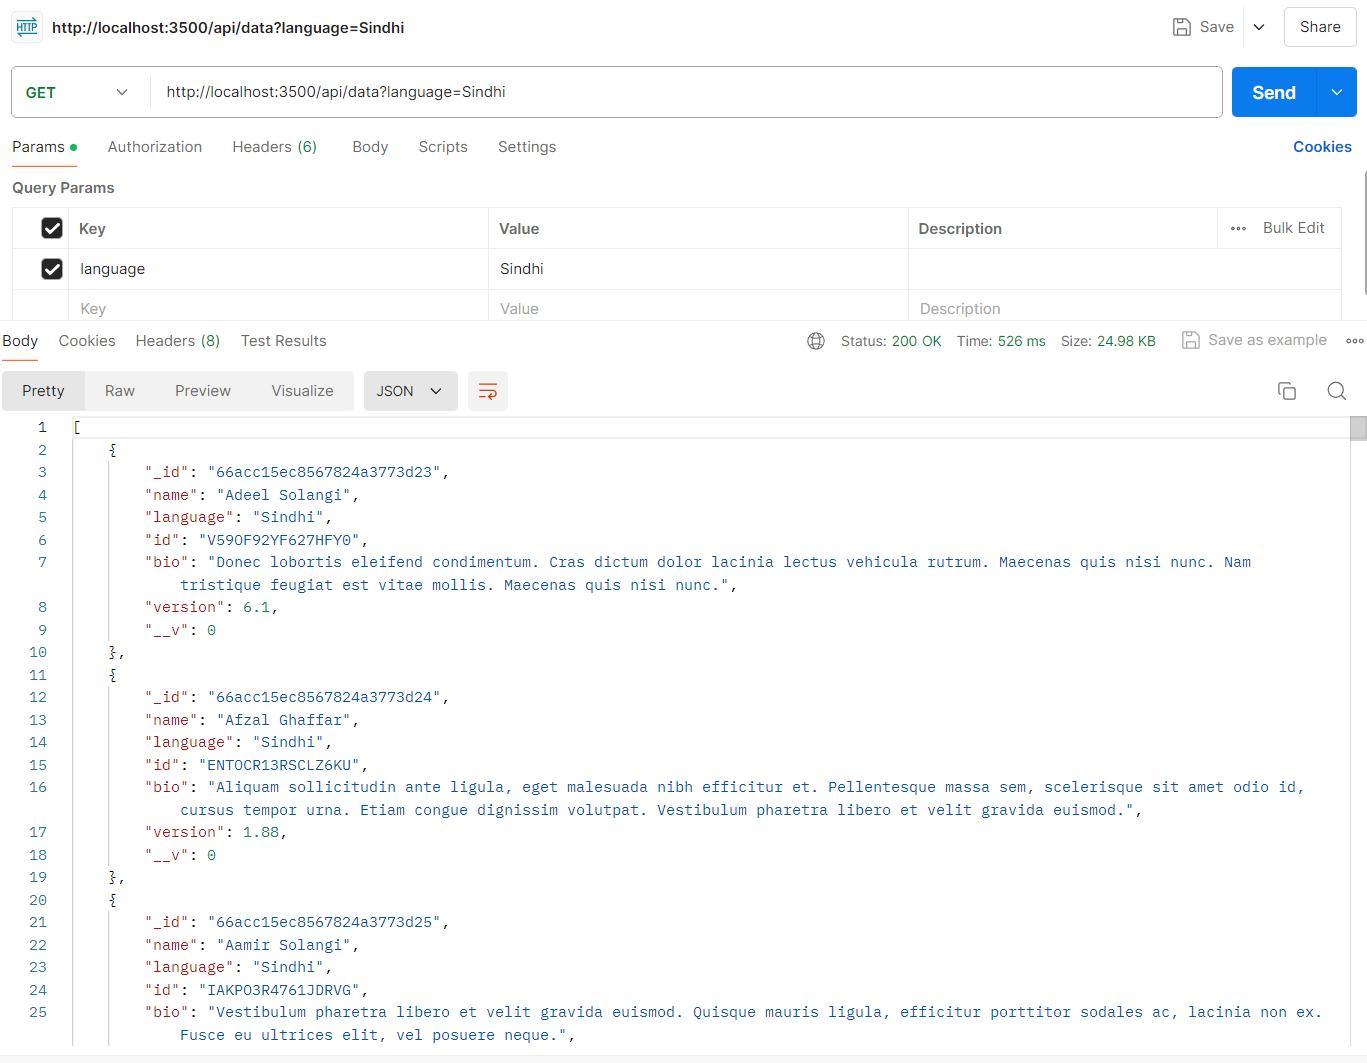 HTTP http://localhost:3500/api/data?language=Sindhi Save Share
GET http://localhost:3500/api/data?language=Sindhi Send
Params Authorization Headers (6) Body Scripts Settings Cookies
Query Params
Key Value Description Bulk Edit
language Sindhi
Key Value Description
Body Cookies Headers (8) Test Results Status: 200 OK Time: 526 ms Size: 24.98 KB Save as example
Pretty Raw Preview Visualize JSON
1 [
2 {
3 "_id": "66acc15ec8567824a3773d23",
4 "name": "Adeel Solangi",
5 "language": "Sindhi",
6 "id": "V59OF92YF627HFY0",
7 "bio": "Donec lobortis eleifend condimentum. Cras dictum dolor lacinia lectus vehicula rutrum. Maecenas quis nisi nunc. Nam
tristique feugiat est vitae mollis. Maecenas quis nisi nunc.",
8 "version": 6.1,
9 "__v": 0
10 },
11 {
12 "_id": "66acc15ec8567824a3773d24",
13 "name": "Afzal Ghaffar",
14 "language": "Sindhi",
15 "id": "ENTOCR13RSCLZ6KU",
16 "bio": "Aliquam sollicitudin ante ligula, eget malesuada nibh efficitur et. Pellentesque massa sem, scelerisque sit amet odio id,
cursus tempor urna. Etiam congue dignissim volutpat. Vestibulum pharetra libero et velit gravida euismod.",
17 "version": 1.88,
18 "__v": 0
19 },
20 {
21 "_id": "66acc15ec8567824a3773d25",
22 "name": "Aamir Solangi",
23 "language": "Sindhi",
24 "id": "IAKPO3R4761JDRVG",
25 "bio": "Vestibulum pharetra libero et velit gravida euismod. Quisque mauris ligula, efficitur porttitor sodales ac, lacinia non ex.
Fusce eu ultrices elit, vel posuere neque.",